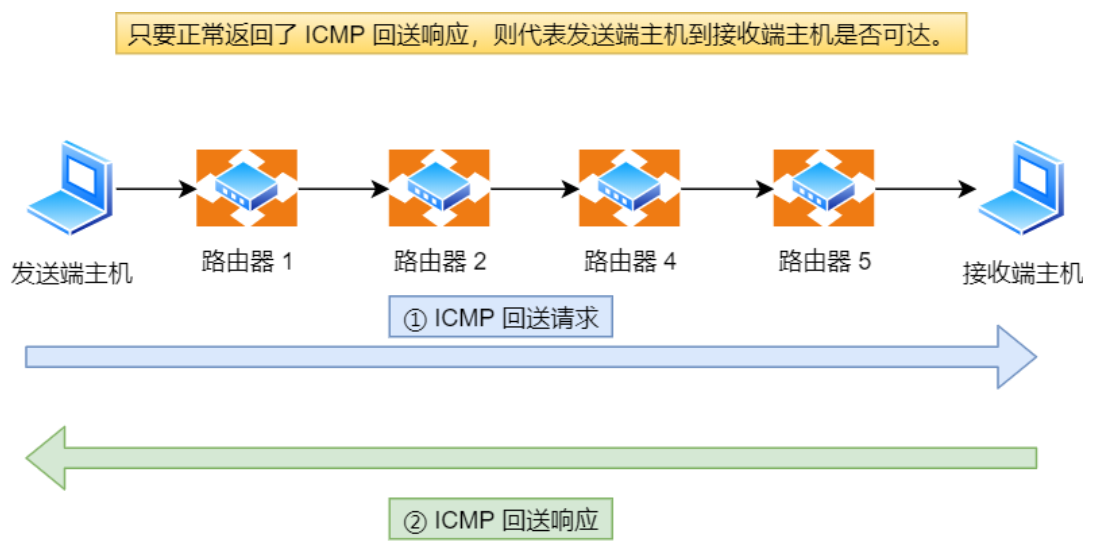 只要正常返回了 ICMP 回送响应，则代表发送端主机到接收端主机是否可达。
发送端主机
路由器 1
路由器 2
路由器 4
路由器 5
接收端主机
① ICMP 回送请求
② ICMP 回送响应